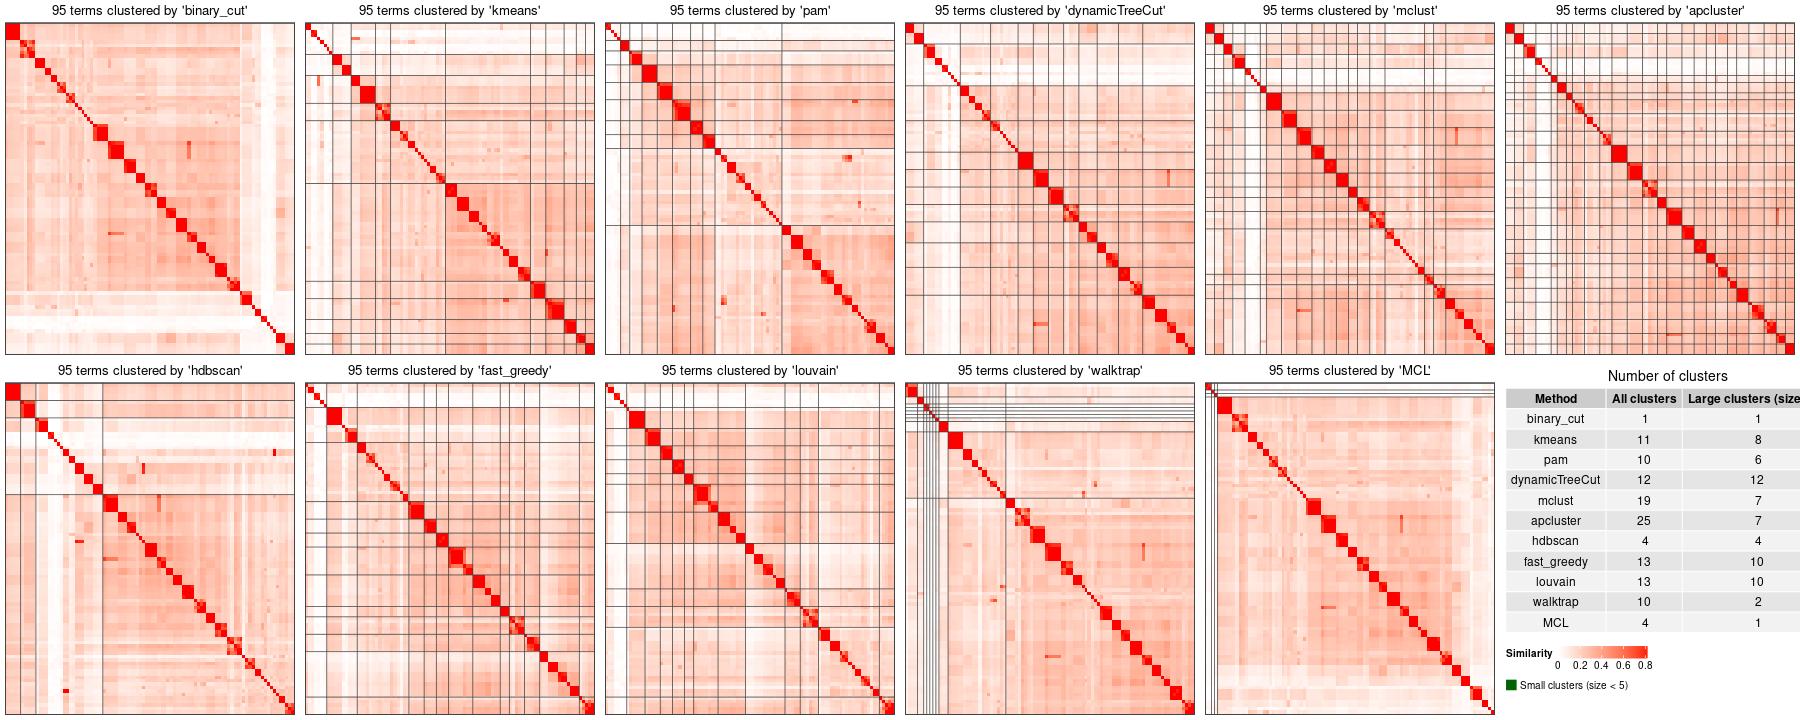 95 terms clustered by 'binary_cut'
95 terms clustered by 'kmeans'
95 terms clustered by 'pam'
95 terms clustered by 'dynamicTreeCut'
95 terms clustered by 'mclust'
95 terms clustered by 'apcluster'
95 terms clustered by 'hdbscan'
95 terms clustered by 'fast_greedy'
95 terms clustered by 'louvain'
95 terms clustered by 'walktrap'
95 terms clustered by 'MCL'
Number of clusters
Method All clusters Large clusters (size
binary_cut 1 1
kmeans 11 8
pam 10 6
dynamicTreeCut 12 12
mclust 19 7
apcluster 25 7
hdbscan 4 4
fast_greedy 13 10
louvain 13 10
walktrap 10 2
MCL 4 1
Similarity
0 0.2 0.4 0.6 0.8
Small clusters (size < 5)